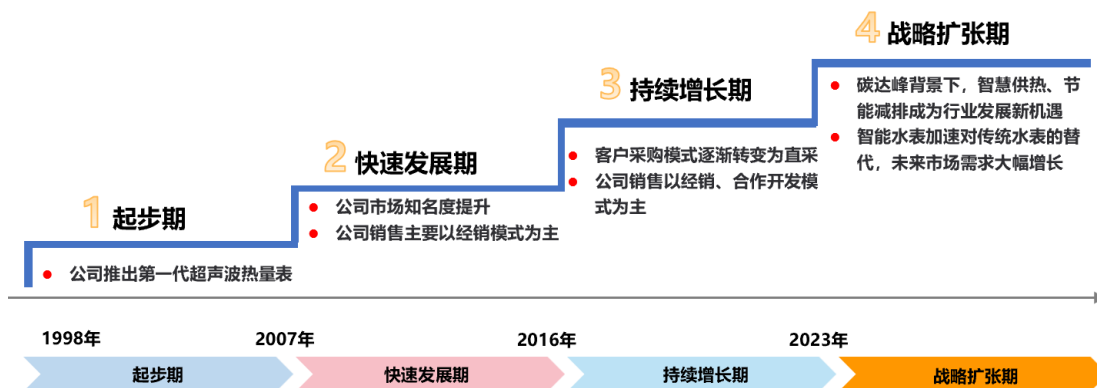 1 起步期
公司推出第一代超声波热量表
2 快速发展期
公司市场知名度提升
公司销售主要以经销模式为主
3 持续增长期
客户采购模式逐渐转变为直采
公司销售以经销、合作开发模
式为主
4 战略扩张期
碳达峰背景下，智慧供热、节
能减排成为行业发展新机遇
智能水表加速对传统水表的替
代，未来市场需求大幅增长
1998年
2007年
2016年
2023年
起步期
快速发展期
持续增长期
战略扩张期